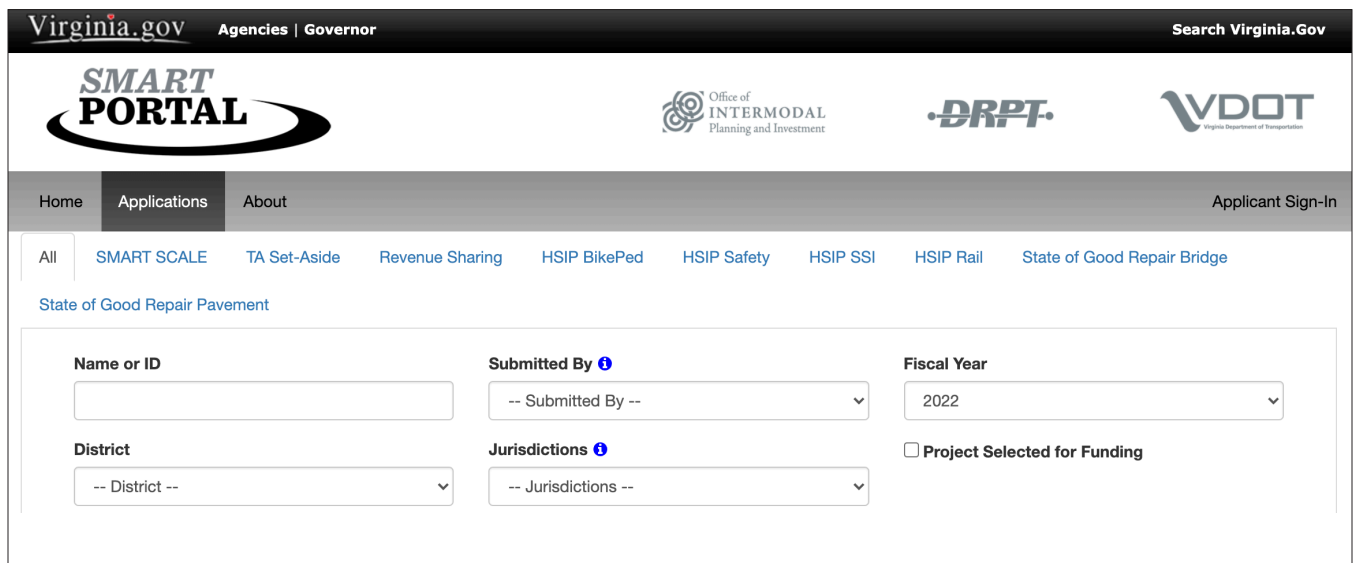 Virginia.gov Agencies | Governor Search Virginia.Gov
SMART
PORTAL
Office of
INTERMODAL
Planning and Investment
DRPT
VDOT
Virginia Department of Transportation
Home Applications About Applicant Sign-In
All SMART SCALE TA Set-Aside Revenue Sharing HSIP BikePed HSIP Safety HSIP SSI HSIP Rail State of Good Repair Bridge
State of Good Repair Pavement
Name or ID Submitted By Fiscal Year
-- Submitted By -- 2022
District Jurisdictions Project Selected for Funding
-- District -- -- Jurisdictions --